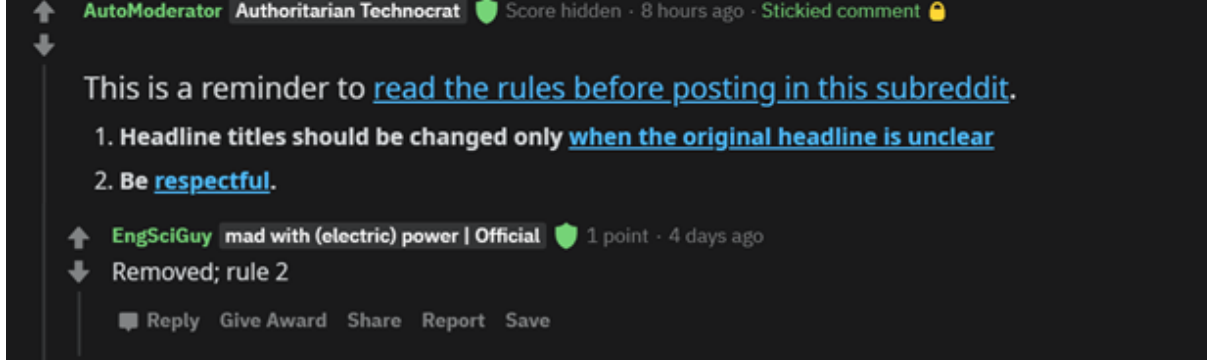 AutoModerator Authoritarian Technocrat Score hidden · 8 hours ago · Stickied comment
This is a reminder to read the rules before posting in this subreddit.
1. Headline titles should be changed only when the original headline is unclear
2. Be respectful.
EngSciGuy mad with (electric) power | Official 1 point · 4 days ago
Removed; rule 2
Reply Give Award Share Report Save